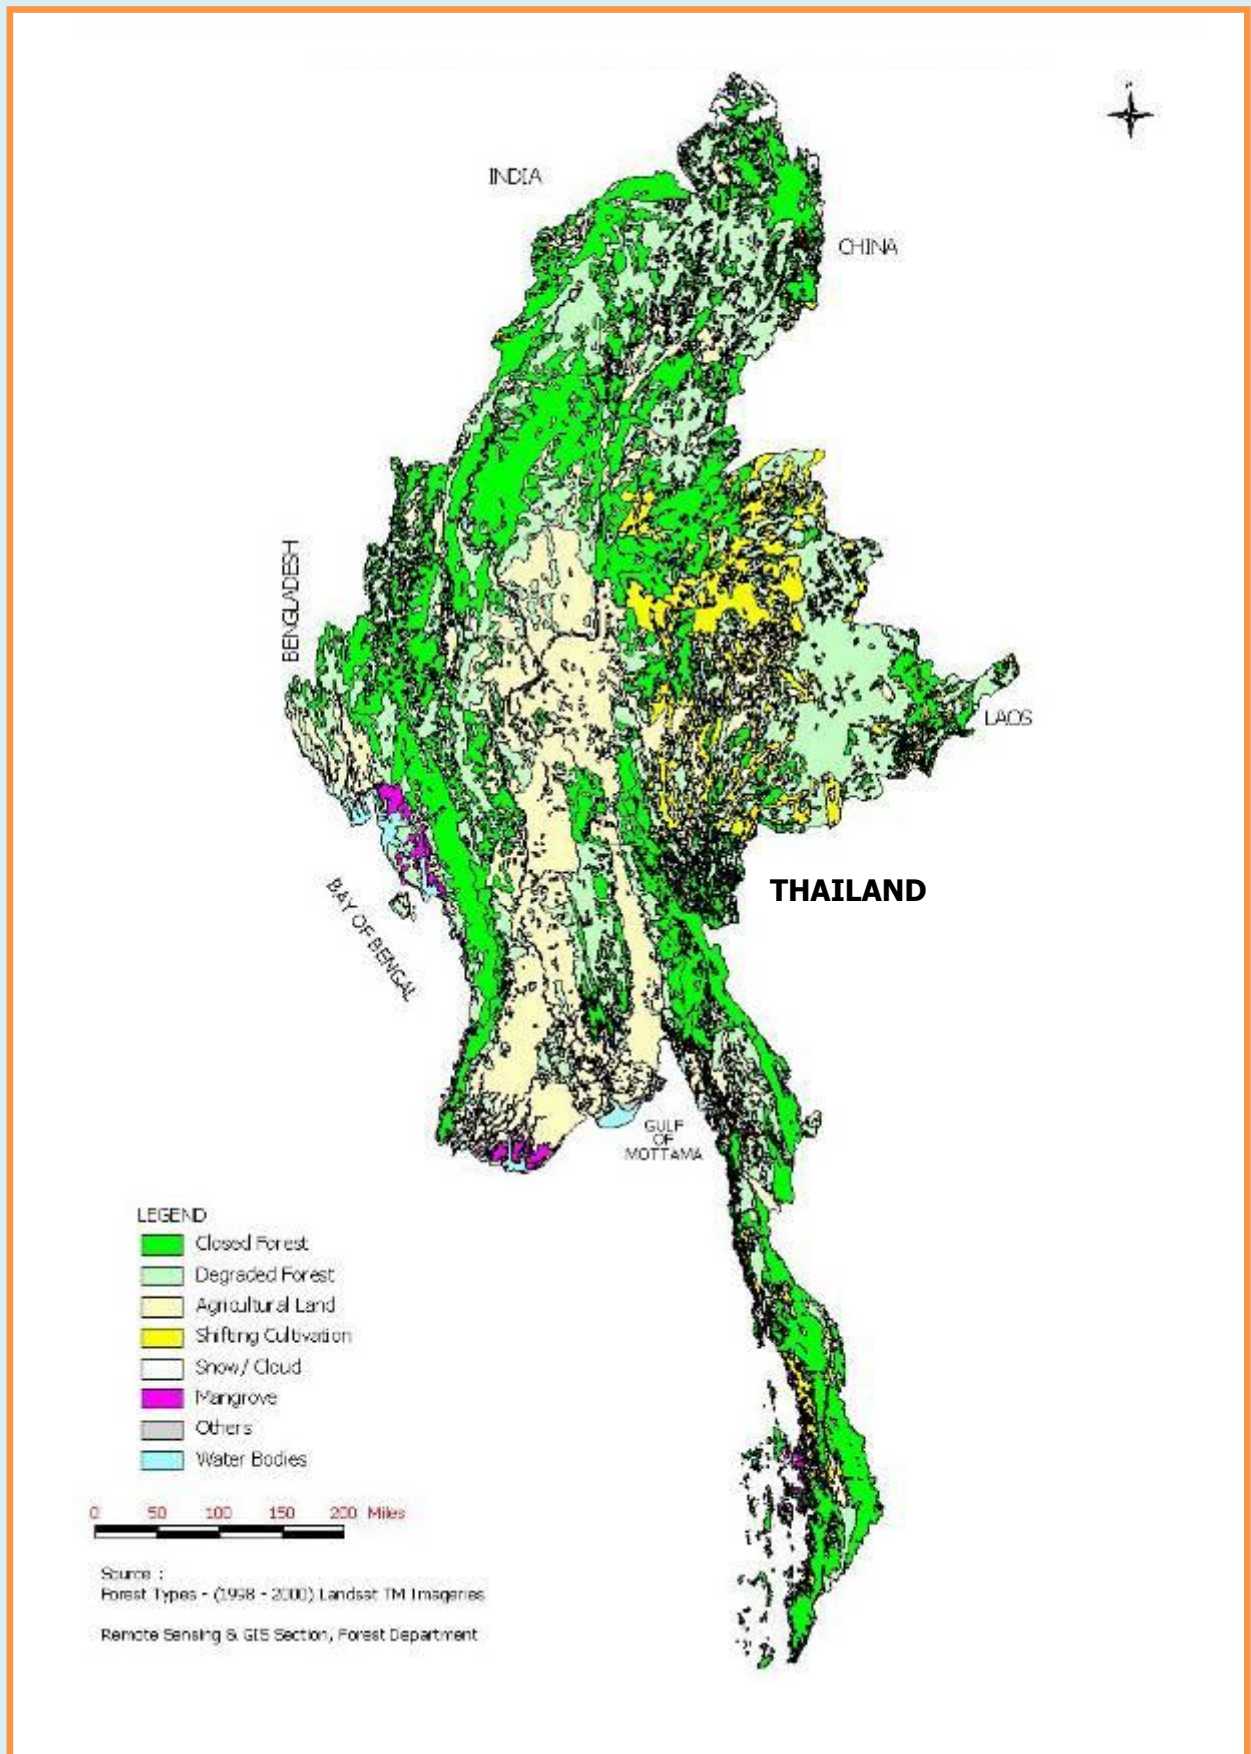 INDIA
CHINA
BENGLADESH
LAOS
THAILAND
BAY OF BENGAL
GULF
OF
MOTTAMA
LEGEND
Closed Forest
Degraded Forest
Agricultural Land
Shifting Cultivation
Snow/ Cloud
Mangrove
Others
Water Bodies
0 50 100 150 200 Miles
Source :
Forest Types - (1998 - 2000) Landsat TM Imageries
Remote Sensing & GIS Section, Forest Department